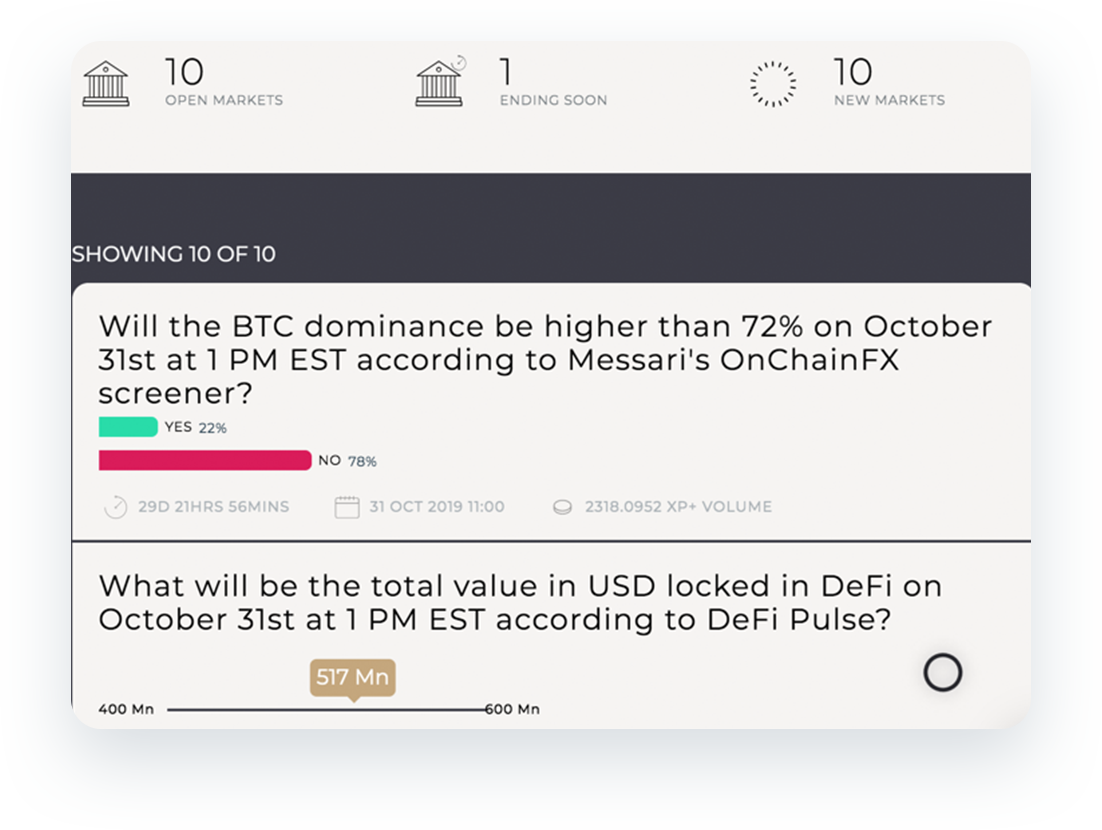 10
OPEN MARKETS
1
ENDING SOON
10
NEW MARKETS
SHOWING 10 OF 10
Will the BTC dominance be higher than 72% on October
31st at 1 PM EST according to Messari's OnChainFX
screener?
YES 22%
NO 78%
29D 21HRS 56MINS 31 OCT 2019 11:00 2318.0952 XP+ VOLUME
What will be the total value in USD locked in DeFi on
October 31st at 1 PM EST according to DeFi Pulse?
517 Mn
400 Mn 600 Mn